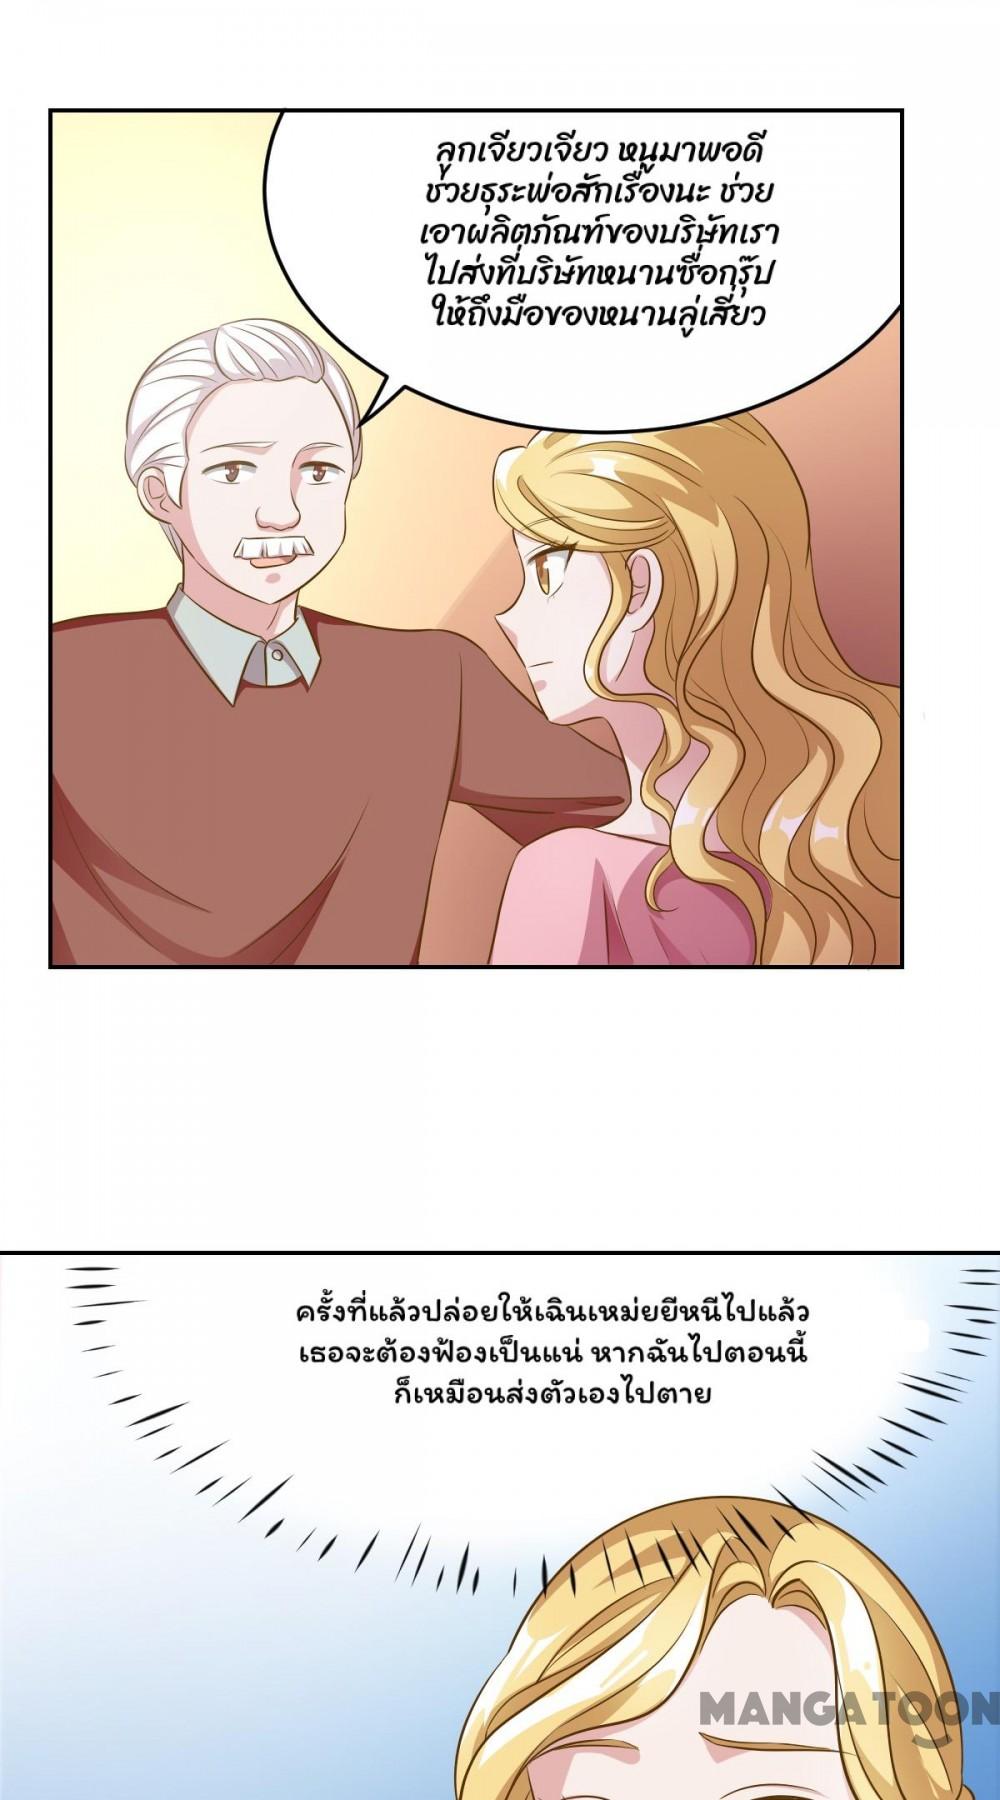 ลูกเจียวเจียว หนูมาพอดี
ช่วยธุระพ่อสักเรื่องนะ ช่วย
เอาผลิตภัณฑ์ของบริษัทเรา
ไปส่งที่บริษัทหนานซื่อกรุ๊ป
ให้ถึงมือของหนานลู่เสี่ยว
ครั้งที่แล้วปล่อยให้เฉินเหม่ยยีหนีไปแล้ว
เธอจะต้องฟ้องเป็นแน่ หากฉันไปตอนนี้
ก็เหมือนส่งตัวเองไปตาย
MANGATOON